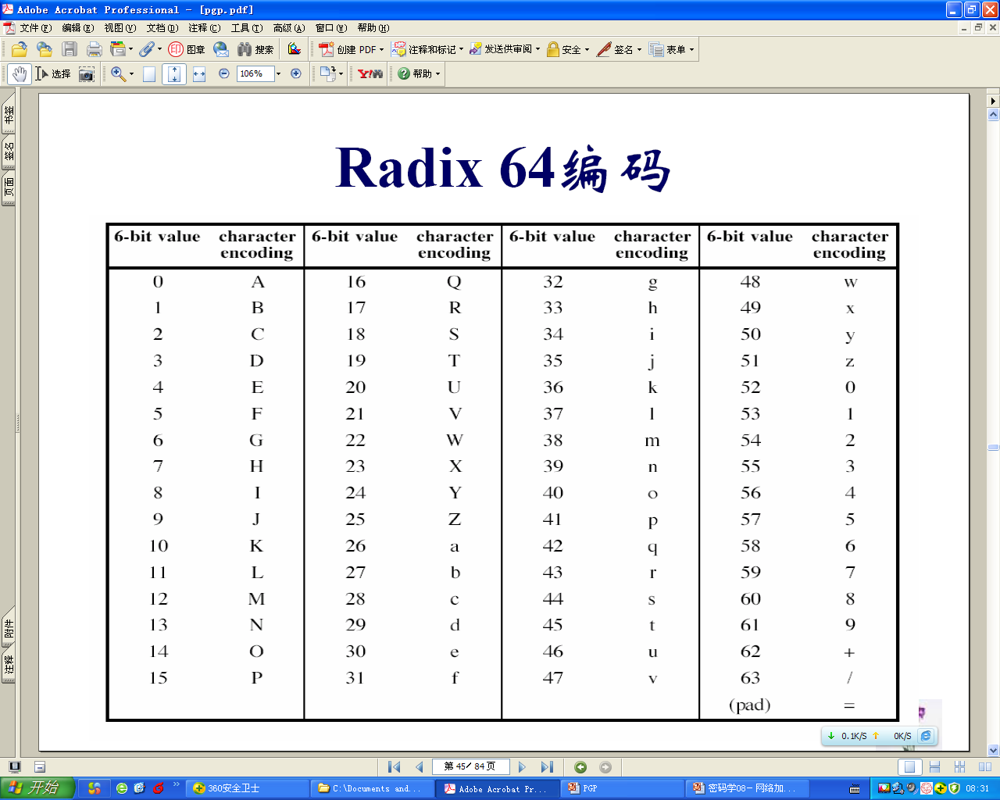 Adobe Acrobat Professional - [pgp.pdf]
文件(F) 编辑(E) 视图(V) 文档(D) 注释(C) 工具(T) 高级(A) 窗口(W) 帮助(H)
图章 搜索 创建 PDF 注释和标记 发送供审阅 安全 签名 表单
选择 106% Y! 帮助
书签
签名
页面
附件
注释
Radix 64编码
6-bit value character encoding 6-bit value character encoding 6-bit value character encoding 6-bit value character encoding
0 A 16 Q 32 g 48 w
1 B 17 R 33 h 49 x
2 C 18 S 34 i 50 y
3 D 19 T 35 j 51 z
4 E 20 U 36 k 52 0
5 F 21 V 37 l 53 1
6 G 22 W 38 m 54 2
7 H 23 X 39 n 55 3
8 I 24 Y 40 o 56 4
9 J 25 Z 41 p 57 5
10 K 26 a 42 q 58 6
11 L 27 b 43 r 59 7
12 M 28 c 44 s 60 8
13 N 29 d 45 t 61 9
14 O 30 e 46 u 62 +
15 P 31 f 47 v 63 /
(pad) =
0.1K/S 0K/S
第 45/ 84 页
开始 360安全卫士 C:\Documents and... Adobe Acrobat Pr... PGP 密码学08-网络加... 08:31